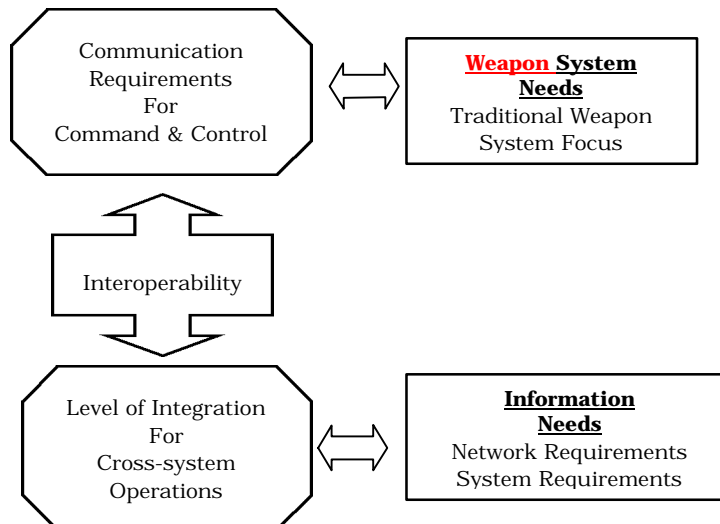 Communication
Requirements
For
Command & Control
Weapon System
Needs
Traditional Weapon
System Focus
Interoperability
Level of Integration
For
Cross-system
Operations
Information
Needs
Network Requirements
System Requirements